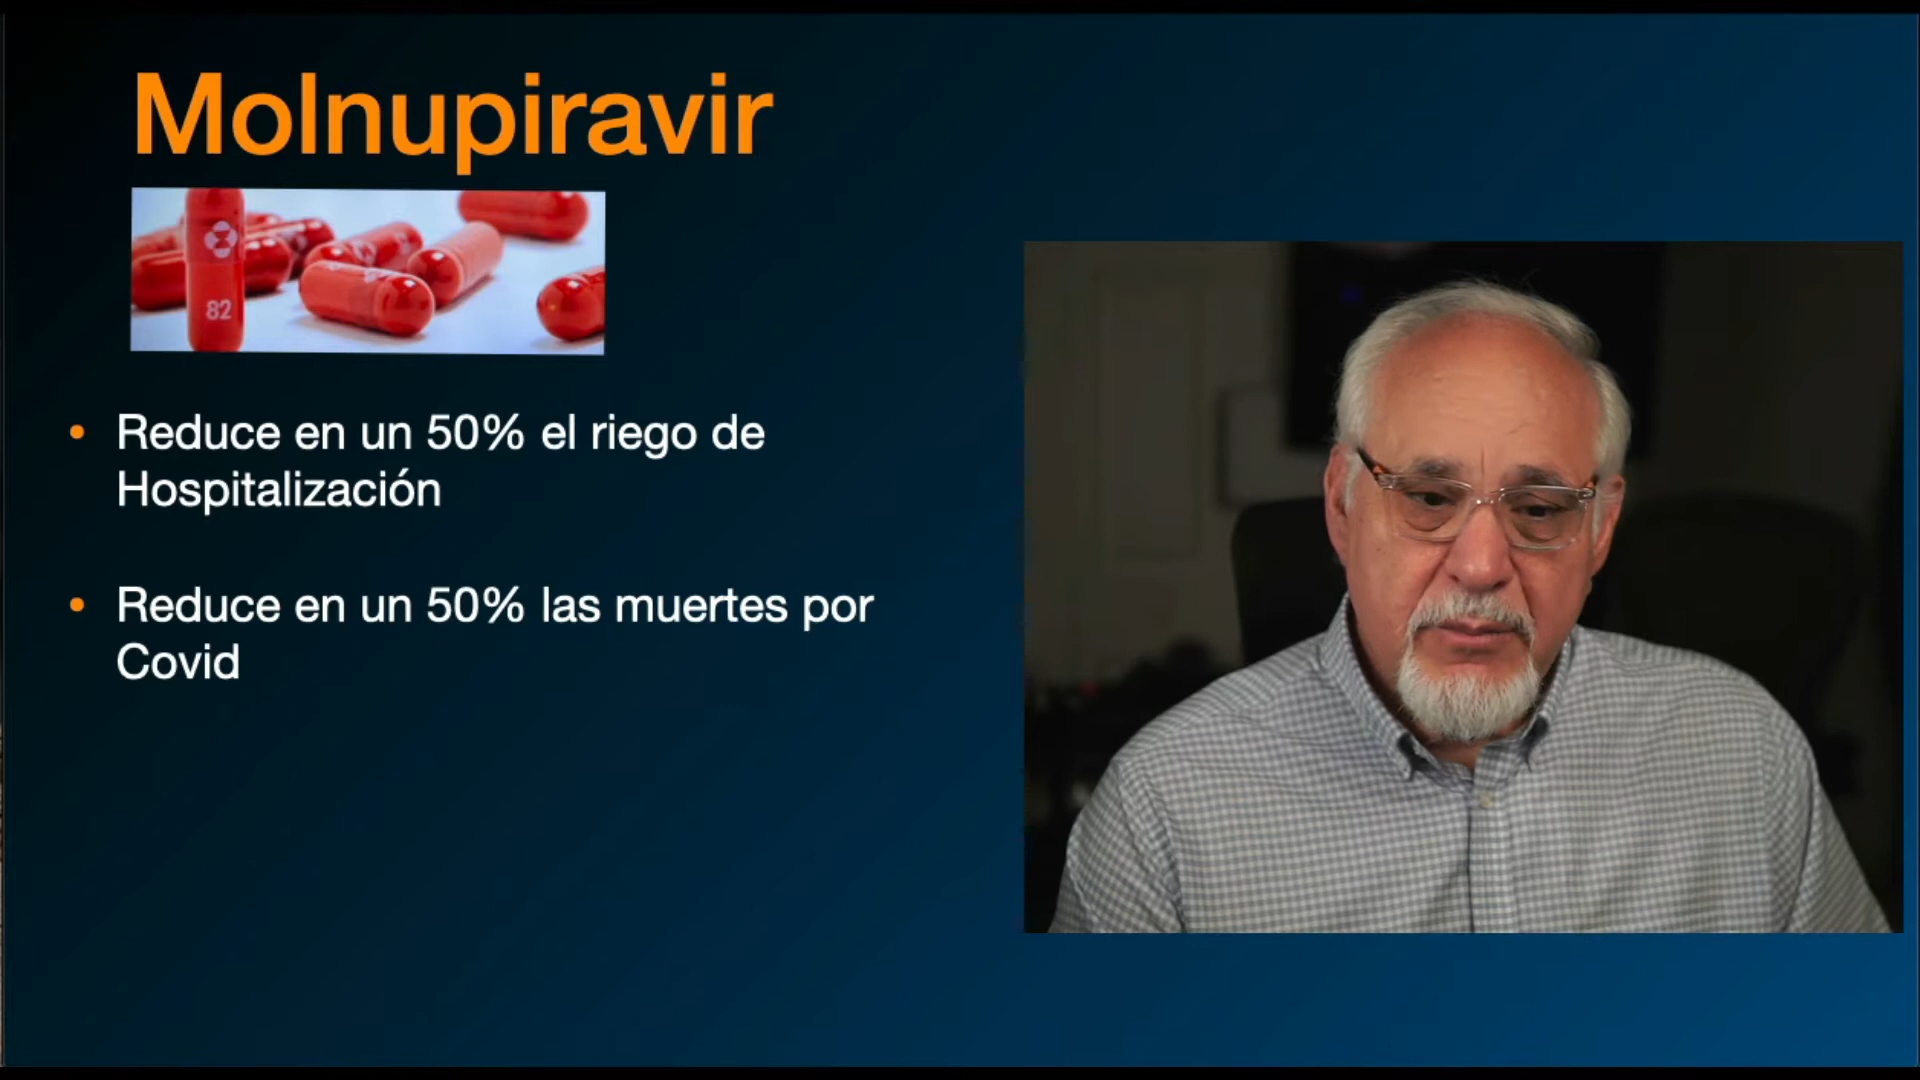 Molnupiravir
82
• Reduce en un 50% el riego de
Hospitalización
• Reduce en un 50% las muertes por
Covid